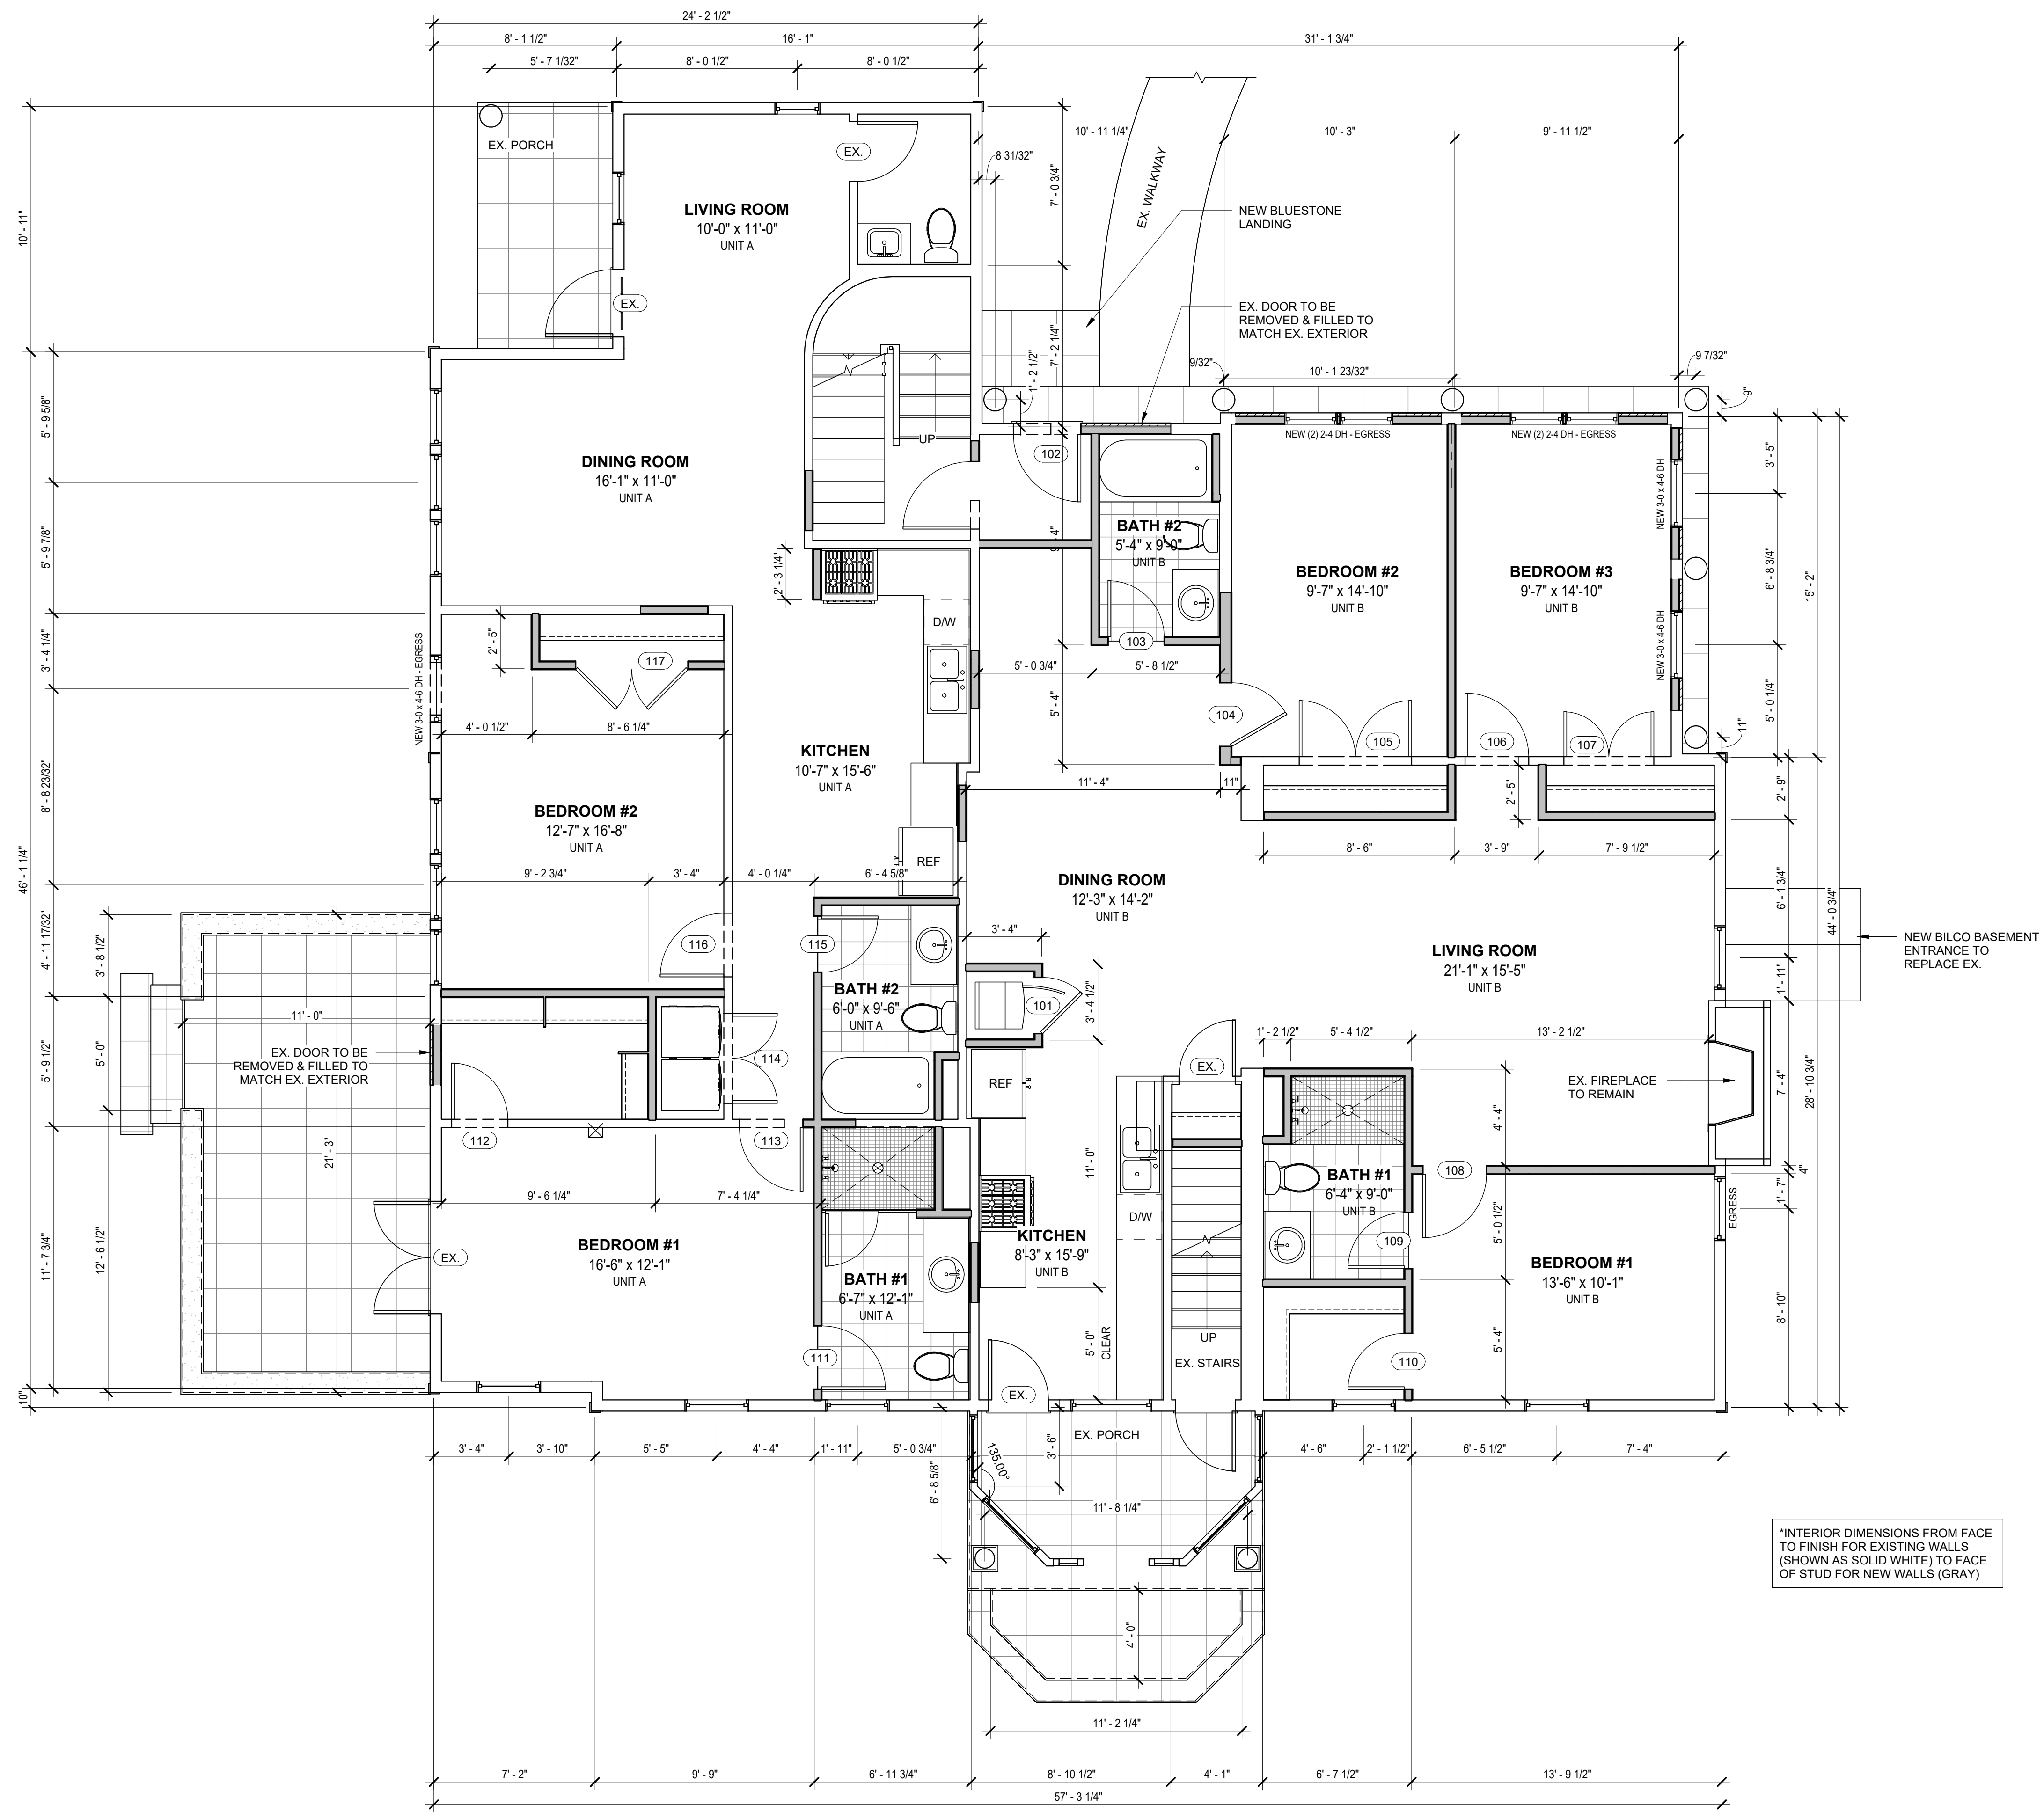 24' - 2 1/2"
8' - 1 1/2"
16' - 1"
31' - 1 3/4"
5' - 7 1/32"
8' - 0 1/2"
8' - 0 1/2"
10' - 11 1/4"
10' - 3"
9' - 11 1/2"
EX. PORCH
EX.
8 31/32"
EX. WALKWAY
7' - 0 3/4"
10' - 11"
LIVING ROOM
10'-0" x 11'-0"
UNIT A
NEW BLUESTONE
LANDING
EX.
EX. DOOR TO BE
REMOVED & FILLED TO
MATCH EX. EXTERIOR
7' - 2 1/4"
1' - 2 1/2"
9/32"
10' - 1 23/32"
9 7/32"
9"
5' - 9 5/8"
UP
102
NEW (2) 2-4 DH - EGRESS
NEW (2) 2-4 DH - EGRESS
3' - 5"
DINING ROOM
16'-1" x 11'-0"
UNIT A
NEW 3-0 x 4-6 DH
BATH #2
5'-4" x 9'-0"
UNIT B
9' - 4"
5' - 9 7/8"
2' - 3 1/4"
BEDROOM #2
9'-7" x 14'-10"
UNIT B
BEDROOM #3
9'-7" x 14'-10"
UNIT B
6' - 8 3/4"
15' - 2"
D/W
103
NEW 3-0 x 4-6 DH
NEW 3-0 x 4-6 DH - EGRESS
3' - 4 1/4"
2' - 5"
117
5' - 0 3/4"
5' - 8 1/2"
5' - 4"
5' - 0 1/4"
4' - 0 1/2"
8' - 6 1/4"
104
105
106
107
11"
KITCHEN
10'-7" x 15'-6"
UNIT A
11' - 4"
11"
2' - 5"
2' - 9"
8' - 8 23/32"
BEDROOM #2
12'-7" x 16'-8"
UNIT A
REF
8' - 6"
3' - 9"
7' - 9 1/2"
46' - 1 1/4"
9' - 2 3/4"
3' - 4"
4' - 0 1/4"
6' - 4 5/8"
DINING ROOM
12'-3" x 14'-2"
UNIT B
6' - 1 3/4"
44' - 0 3/4"
4' - 11 17/32"
3' - 8 1/2"
116
115
3' - 4"
LIVING ROOM
21'-1" x 15'-5"
UNIT B
NEW BILCO BASEMENT
ENTRANCE TO
REPLACE EX.
1' - 11"
BATH #2
6'-0" x 9'-6"
UNIT A
101
3' - 4 1/2"
11' - 0"
1' - 2 1/2"
5' - 4 1/2"
13' - 2 1/2"
EX. DOOR TO BE
REMOVED & FILLED TO
MATCH EX. EXTERIOR
5' - 9 1/2"
5' - 0"
114
REF
EX.
EX. FIREPLACE
TO REMAIN
7' - 4"
28' - 10 3/4"
4' - 4"
112
113
21' - 3"
11' - 0"
108
4"
BATH #1
6'-4" x 9'-0"
UNIT B
1' - 7"
EGRESS
9' - 6 1/4"
7' - 4 1/4"
D/W
5' - 0 1/2"
109
KITCHEN
8'-3" x 15'-9"
UNIT B
BEDROOM #1
16'-6" x 12'-1"
UNIT A
EX.
BEDROOM #1
13'-6" x 10'-1"
UNIT B
11' - 7 3/4"
12' - 6 1/2"
BATH #1
6'-7" x 12'-1"
UNIT A
8' - 10"
UP
EX. STAIRS
5' - 0"
CLEAR
5' - 4"
111
110
EX.
10"
EX. PORCH
3' - 4"
3' - 10"
5' - 5"
4' - 4"
1' - 11"
5' - 0 3/4"
3' - 6"
135.00°
4' - 6"
2' - 1 1/2"
6' - 5 1/2"
7' - 4"
6' - 8 5/8"
11' - 8 1/4"
*INTERIOR DIMENSIONS FROM FACE
TO FINISH FOR EXISTING WALLS
(SHOWN AS SOLID WHITE) TO FACE
OF STUD FOR NEW WALLS (GRAY)
4' - 0"
11' - 2 1/4"
7' - 2"
9' - 9"
6' - 11 3/4"
8' - 10 1/2"
4' - 1"
6' - 7 1/2"
13' - 9 1/2"
57' - 3 1/4"